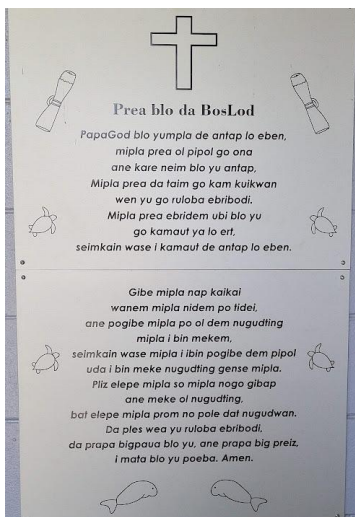 Prea blo da BosLod
PapaGod blo yumpla de antap lo eben,
mipla prea ol pipol go ona
ane kare neim blo yu antap,
Mipla prea da taim go kam kuikwan
wen yu go ruloba ebribodi.
Mipla prea ebridem ubi blo yu
go kamaut ya lo ert,
seimkain wase i kamaut de antap lo eben.
Gibe mipla nap kaikai
wanem mipla nidem po tidei,
ane pogibe mipla po ol dem nugudting
mipla i bin mekem,
seimkain wase mipla i ibin pogibe dem pipol
uda i bin meke nugudting gense mipla.
Pliz elepe mipla so mipla nogo gibap
ane meke ol nugudting,
bat elepe mipla prom no pole dat nugudwan.
Da ples wea yu ruloba ebribodi,
da prapa bigpaua blo yu, ane prapa big preiz,
i mata blo yu poeba. Amen.